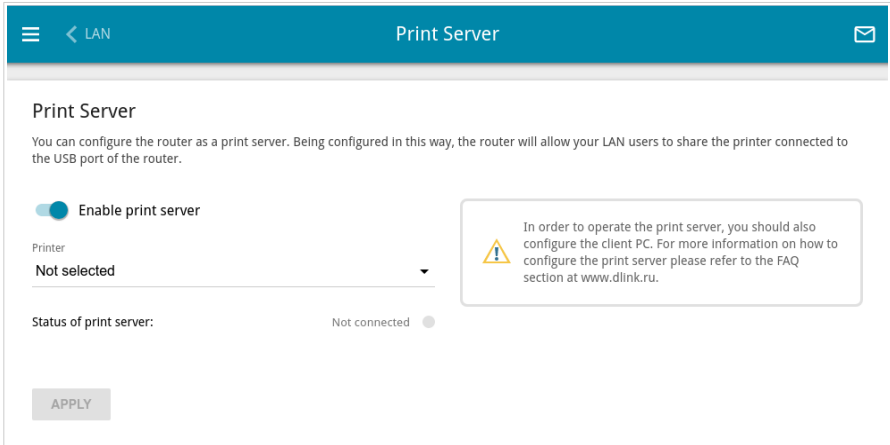 LAN
Print Server
Print Server
You can configure the router as a print server. Being configured in this way, the router will allow your LAN users to share the printer connected to
the USB port of the router.
Enable print server
In order to operate the print server, you should also
configure the client PC. For more information on how to
configure the print server please refer to the FAQ
section at www.dlink.ru.
Printer
Not selected
Status of print server:
Not connected
APPLY